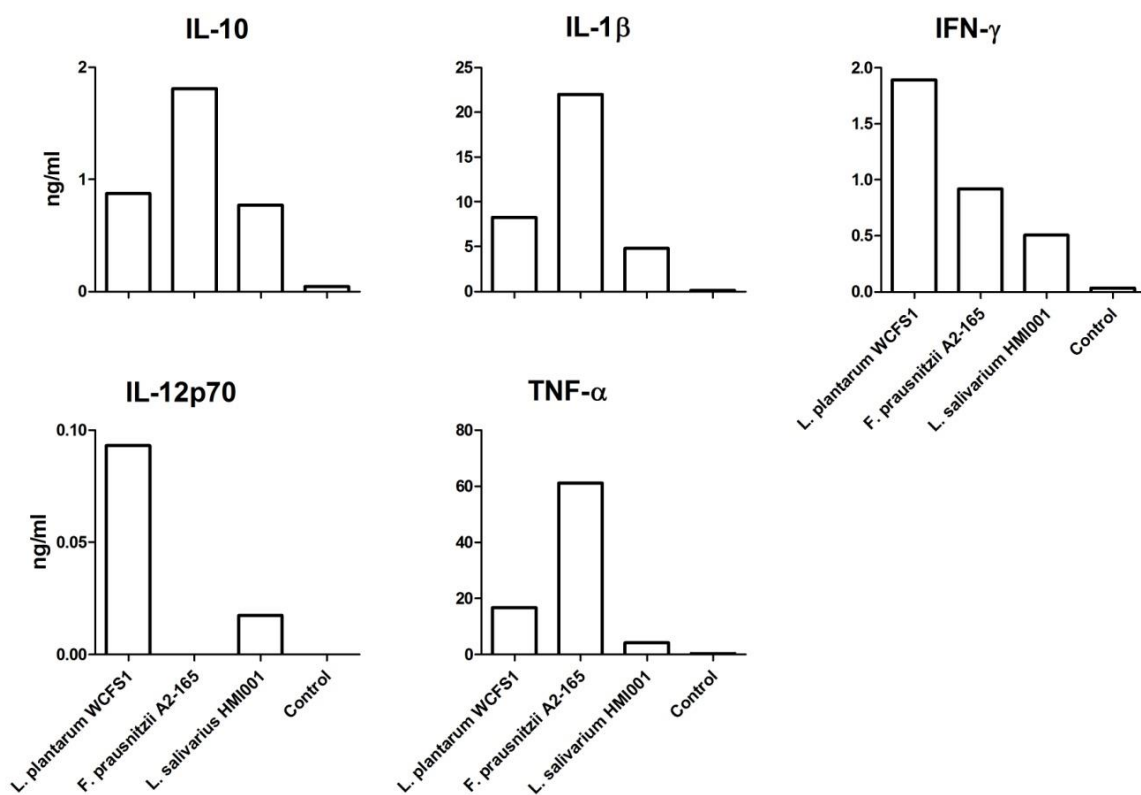 IL-10
IL-1β
IFN-γ
ng/ml
2
1
0
25
20
15
10
5
0
2.0
1.5
1.0
0.5
0.0
L. plantarum WCFS1
F. prausnitzii A2-165
L. salivarium HMI001
Control
IL-12p70
TNF-α
ng/ml
0.10
0.05
0.00
80
60
40
20
0
L. plantarum WCFS1
F. prausnitzii A2-165
L. salivarius HMI001
Control
L. plantarum WCFS1
F. prausnitzii A2-165
L. salivarium HMI001
Control